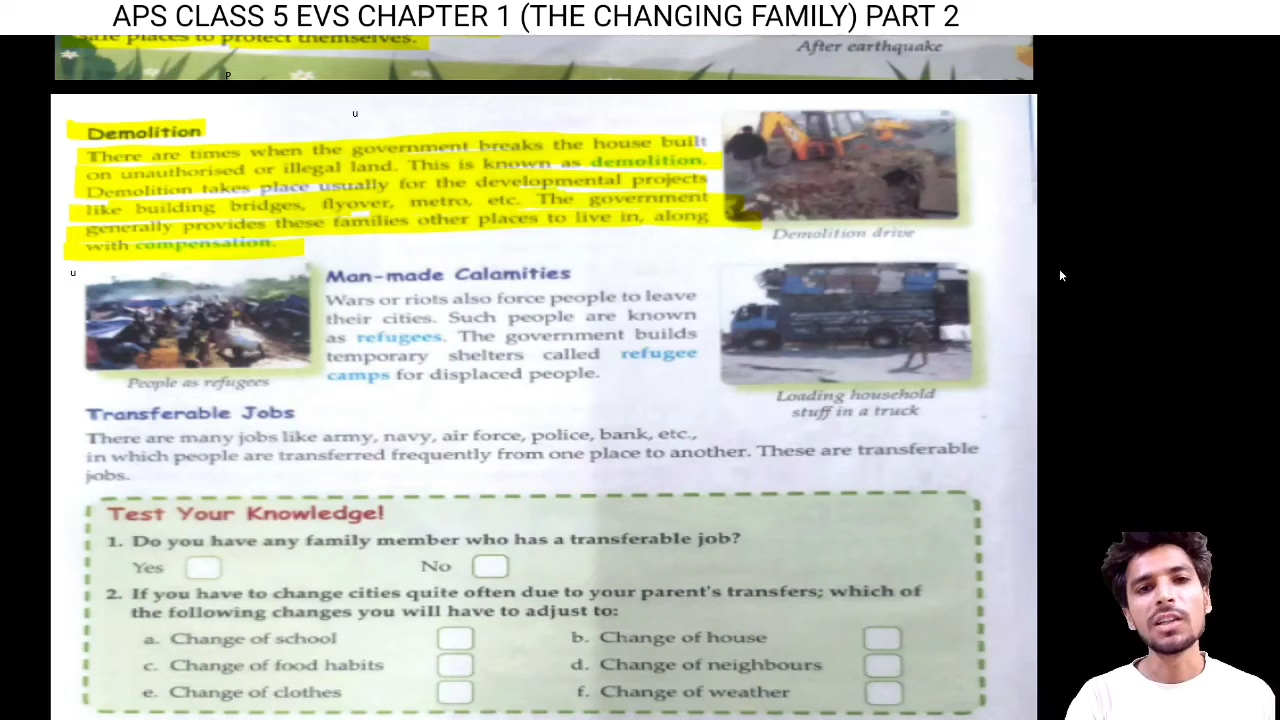 APS CLASS 5 EVS CHAPTER 1 (THE CHANGING FAMILY) PART 2
places to protect themselves.
After earthquake
P
u
Demolition
There are times when the government breaks the house built
on unauthorised or illegal land. This is known as demolition.
Demolition takes place usually for the developmental projects
like building bridges, flyover, metro, etc. The government
generally provides these families other places to live in, along
with compensation.
Demolition drive
u
Man-made Calamities
Wars or riots also force people to leave
their cities. Such people are known
as refugees. The government builds
temporary shelters called refugee
camps for displaced people.
People as refugees
Loading household
stuff in a truck
Transferable Jobs
There are many jobs like army, navy, air force, police, bank, etc.,
in which people are transferred frequently from one place to another. These are transferable
jobs.
Test Your Knowledge!
1. Do you have any family member who has a transferable job?
Yes No
2. If you have to change cities quite often due to your parent's transfers; which of
the following changes you will have to adjust to:
a. Change of school b. Change of house
c. Change of food habits d. Change of neighbours
e. Change of clothes f. Change of weather